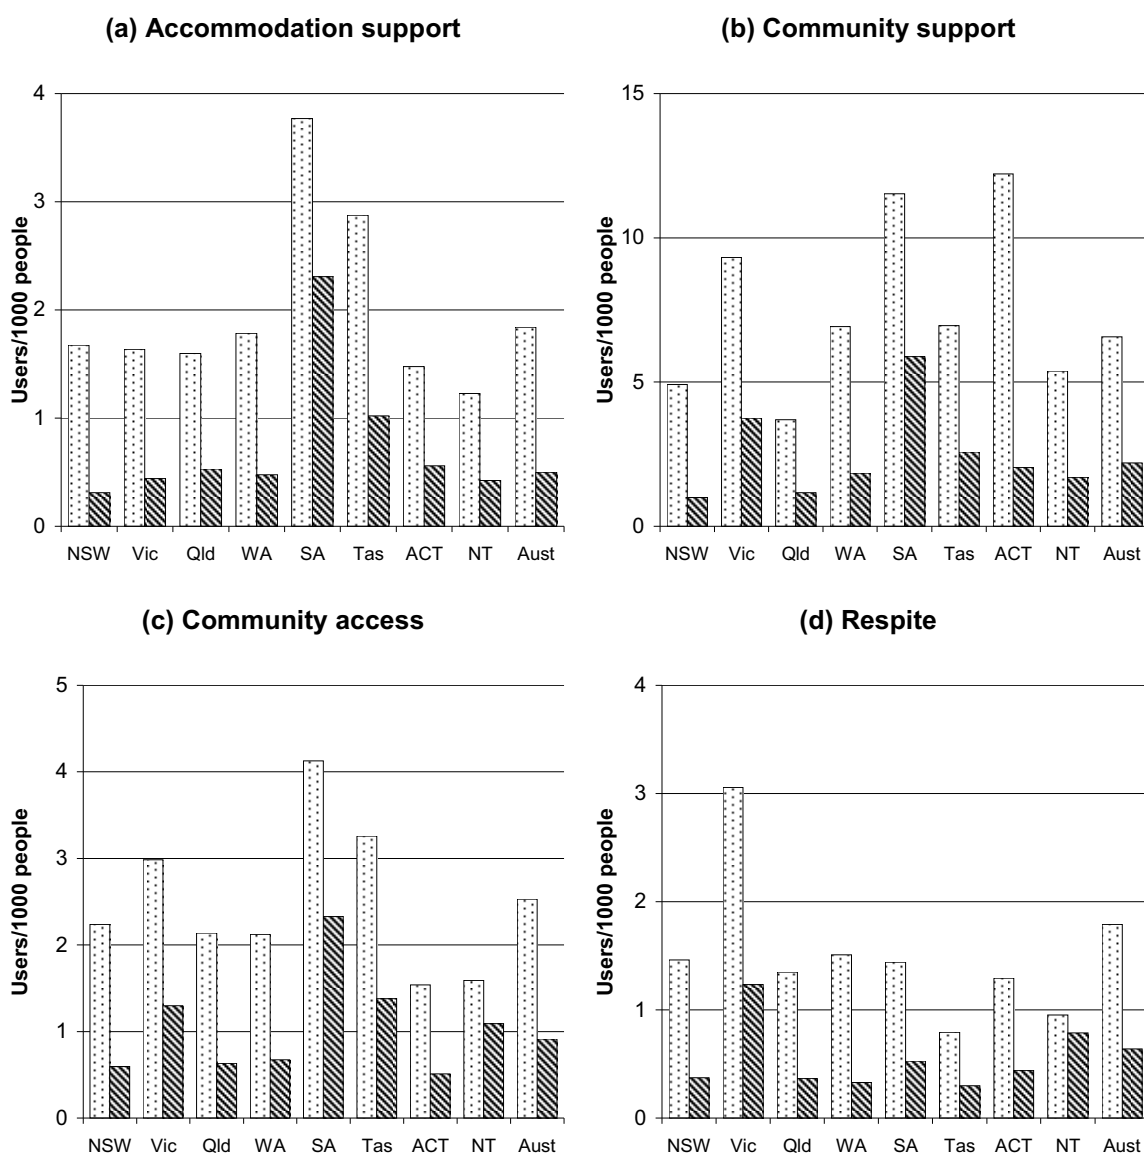 (a) Accommodation support
Users/1000 people
4
3
2
1
0
NSW Vic Qld WA SA Tas ACT NT Aust
(b) Community support
Users/1000 people
15
10
5
0
NSW Vic Qld WA SA Tas ACT NT Aust
(c) Community access
Users/1000 people
5
4
3
2
1
0
NSW Vic Qld WA SA Tas ACT NT Aust
(d) Respite
Users/1000 people
4
3
2
1
0
NSW Vic Qld WA SA Tas ACT NT Aust